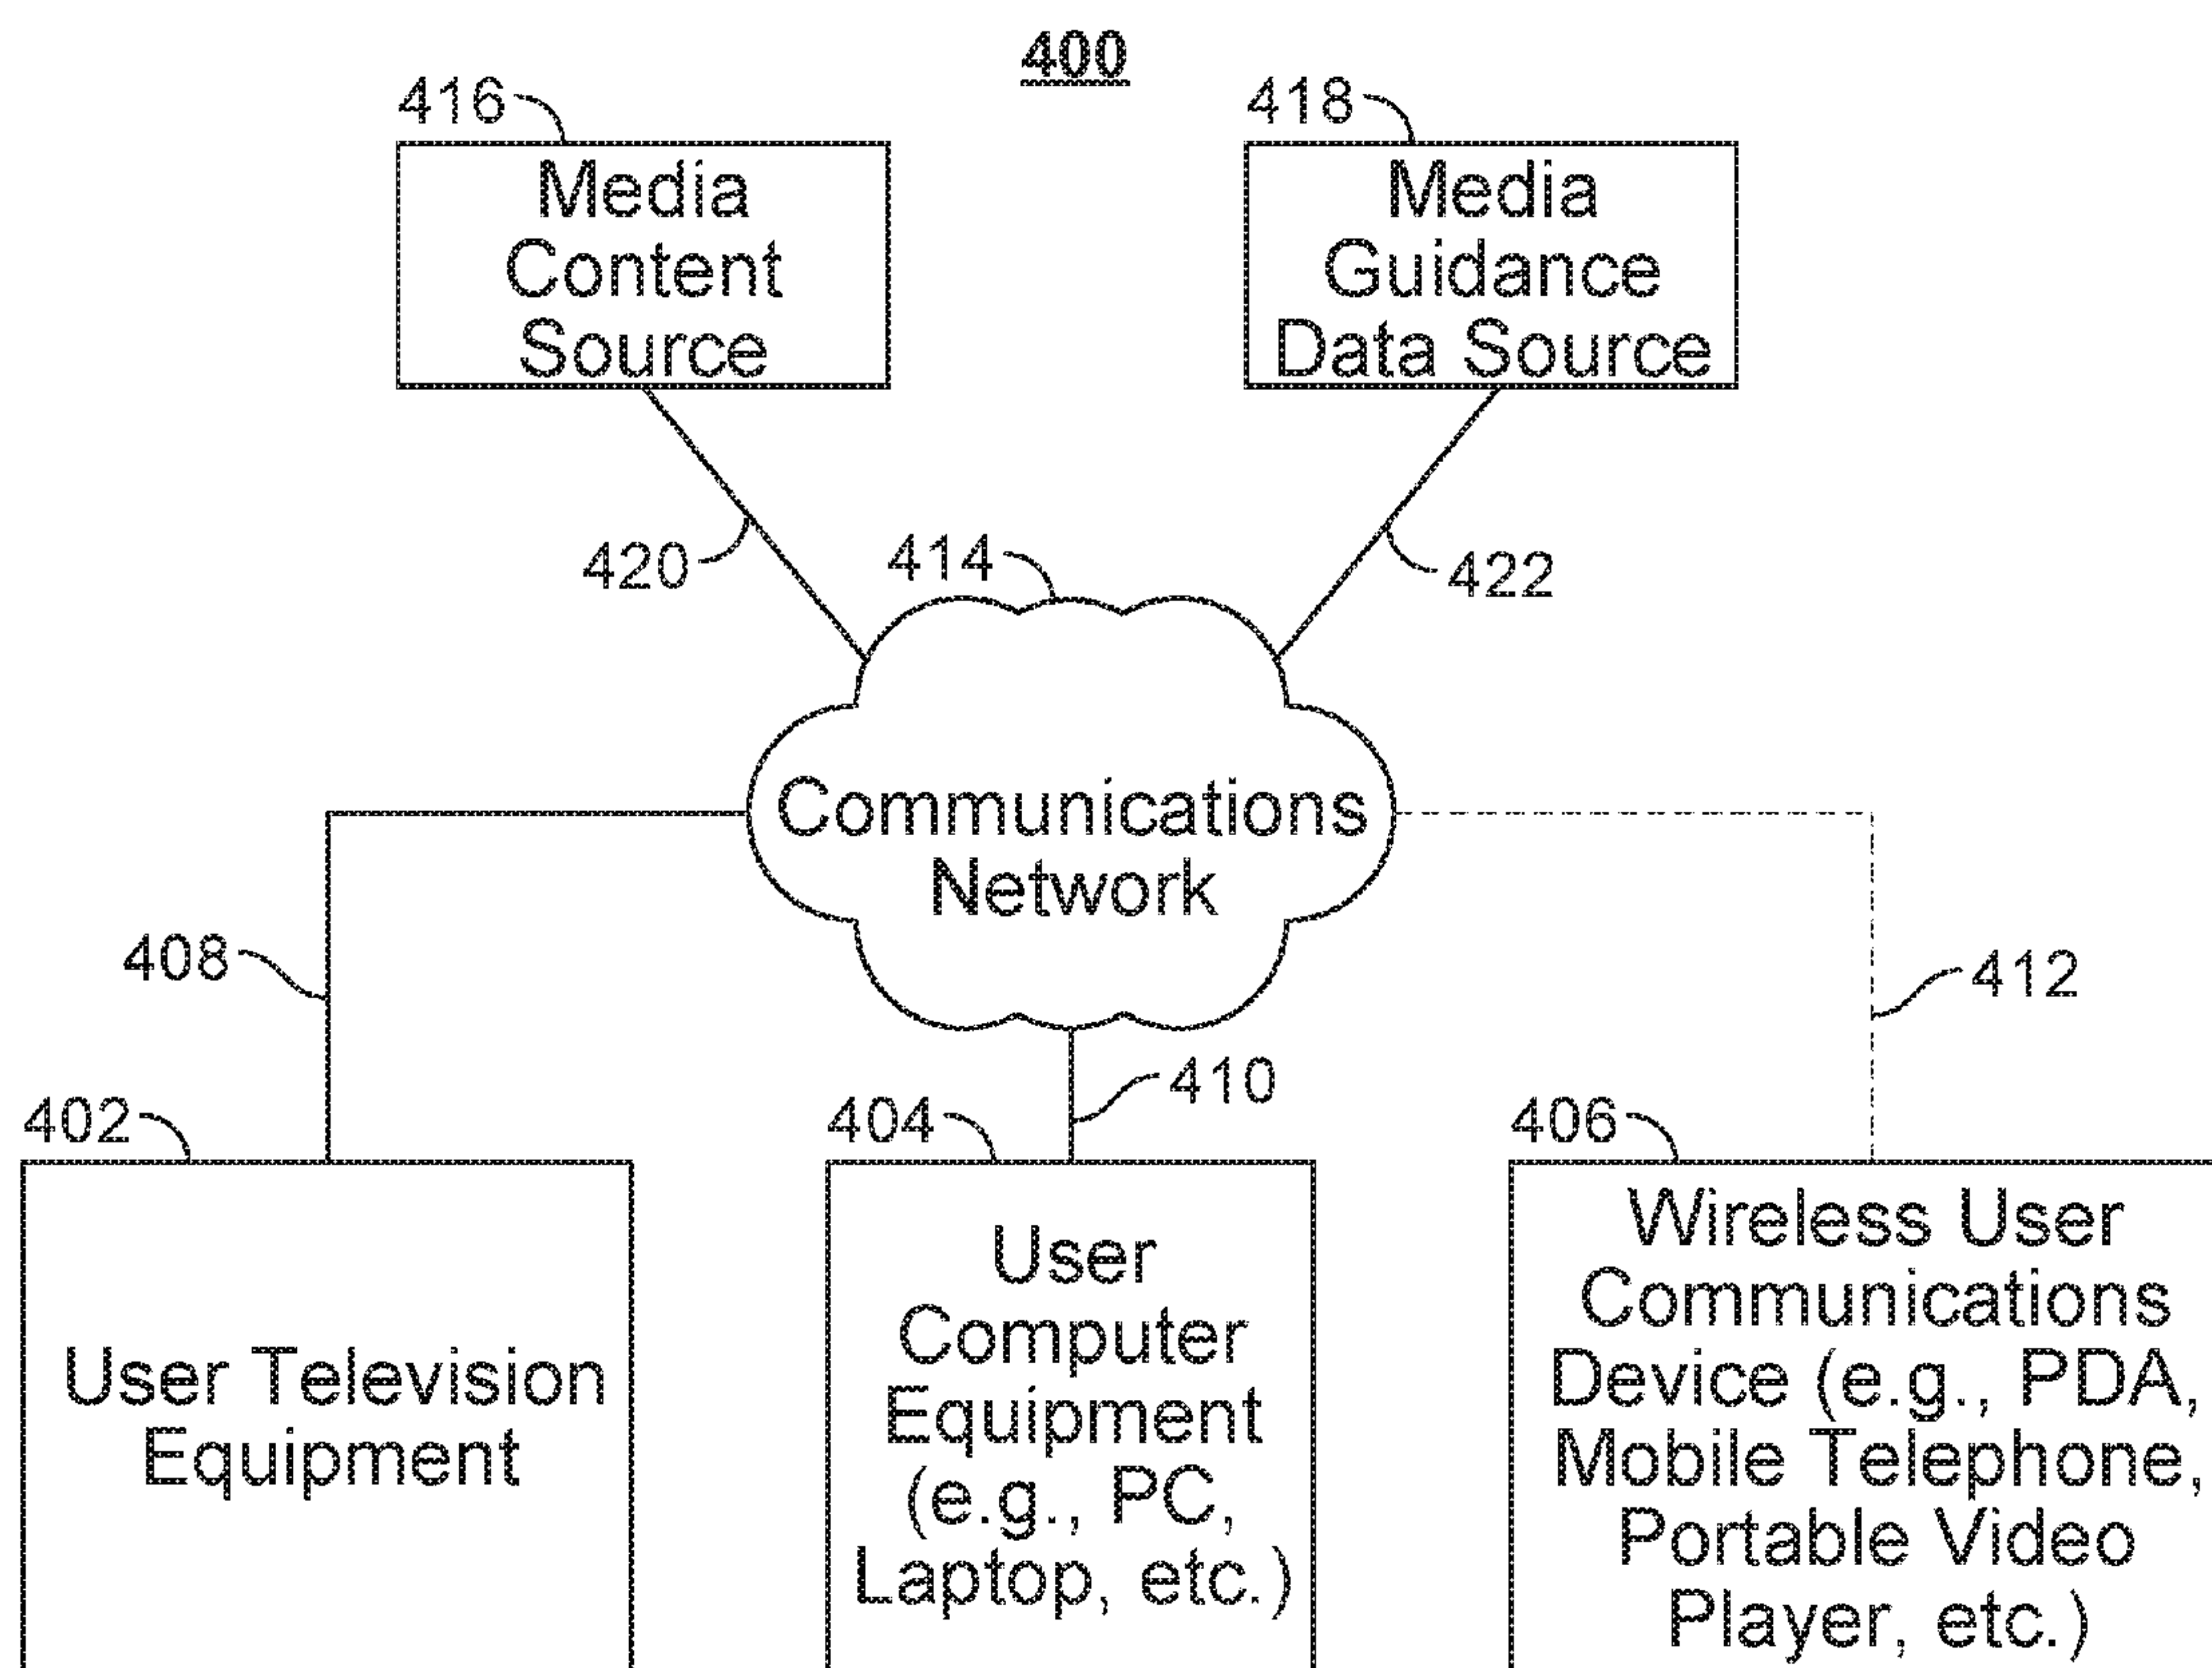 400
416
418
Media
Content
Source
Media
Guidance
Data Source
420
414
422
Communications
Network
408
412
410
402
404
406
User Television
Equipment
User
Computer
Equipment
(e.g., PC,
Laptop, etc.)
Wireless User
Communications
Device (e.g., PDA,
Mobile Telephone,
Portable Video
Player, etc.)